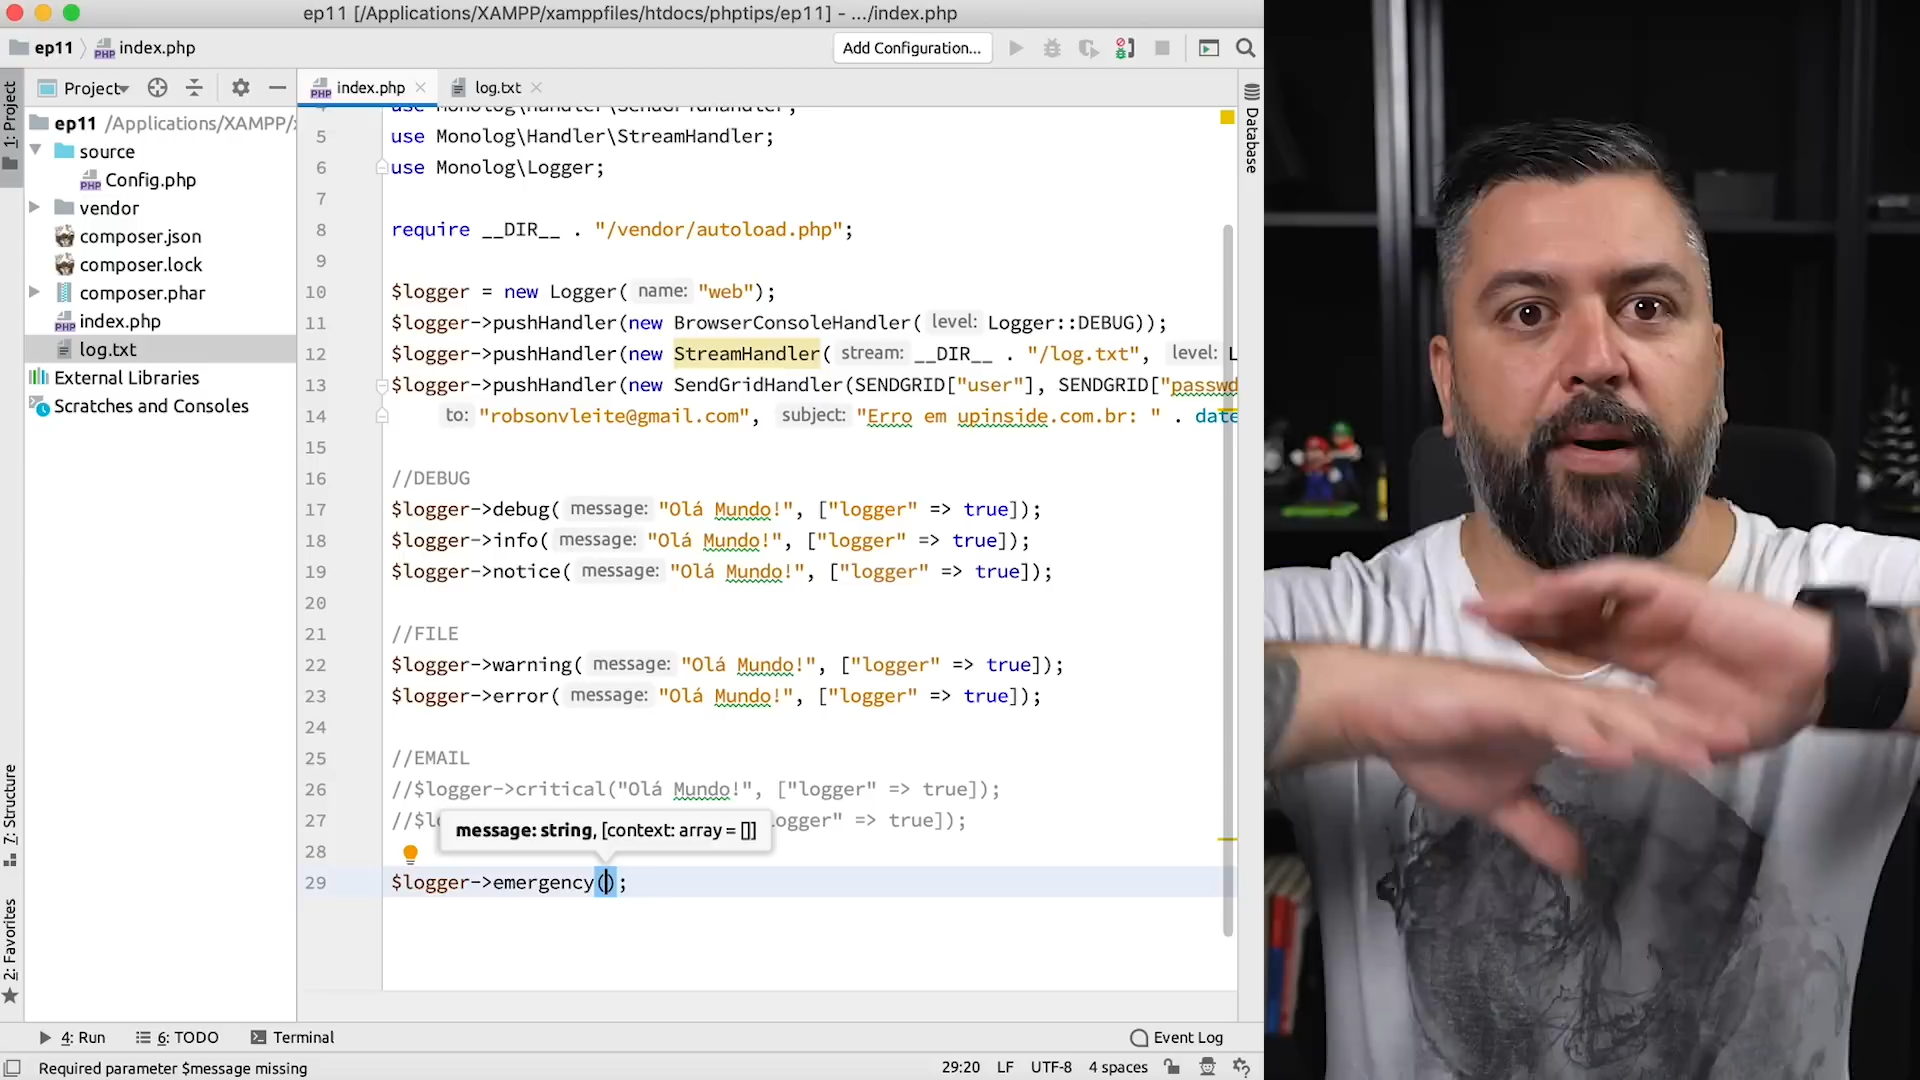 ep11 [/Applications/XAMPP/xamppfiles/htdocs/phptips/ep11] - .../index.php
ep11
index.php
Add Configuration...
1: Project
Project
index.php
log.txt
Database
ep11 /Applications/XAMPP/
source
Config.php
vendor
composer.json
composer.lock
composer.phar
index.php
log.txt
External Libraries
Scratches and Consoles
4 use Monolog\Handler\SendGridHandler;
5 use Monolog\Handler\StreamHandler;
6 use Monolog\Logger;
7
8 require __DIR__ . "/vendor/autoload.php";
9
10 $logger = new Logger( name: "web");
11 $logger->pushHandler(new BrowserConsoleHandler( level: Logger::DEBUG));
12 $logger->pushHandler(new StreamHandler( stream: __DIR__ . "/log.txt", level: L
13 $logger->pushHandler(new SendGridHandler(SENDGRID["user"], SENDGRID["passwd
14 to: "robsonvleite@gmail.com", subject: "Erro em upinside.com.br: " . date
15
16 //DEBUG
17 $logger->debug( message: "Olá Mundo!", ["logger" => true]);
18 $logger->info( message: "Olá Mundo!", ["logger" => true]);
19 $logger->notice( message: "Olá Mundo!", ["logger" => true]);
20
21 //FILE
22 $logger->warning( message: "Olá Mundo!", ["logger" => true]);
23 $logger->error( message: "Olá Mundo!", ["logger" => true]);
24
25 //EMAIL
26 //$logger->critical("Olá Mundo!", ["logger" => true]);
27 //$l ogger" => true]);
message: string, [context: array = []]
28
29 $logger->emergency();
7: Structure
2: Favorites
4: Run
6: TODO
Terminal
Event Log
Required parameter $message missing
29:20 LF UTF-8 4 spaces